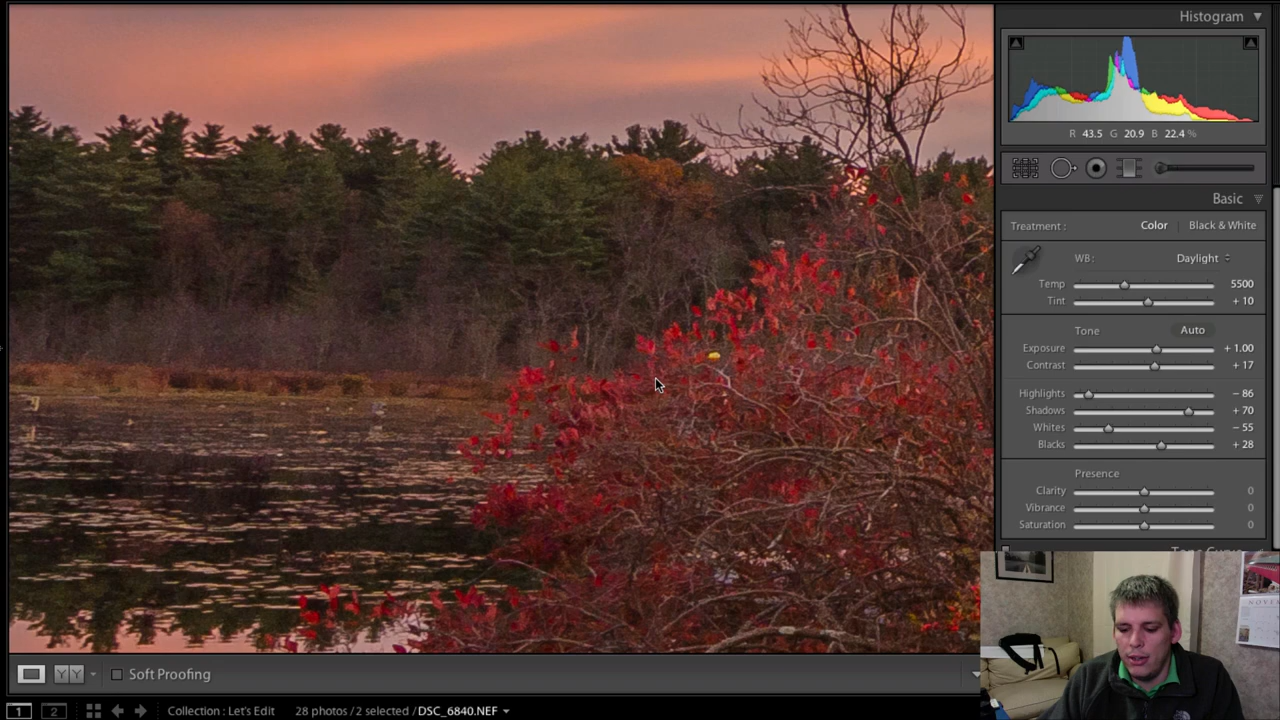 Histogram
R 43.5 G 20.9 B 22.4 %
Basic
Treatment : Color Black & White
WB: Daylight
Temp 5500
Tint + 10
Tone Auto
Exposure + 1.00
Contrast + 17
Highlights − 86
Shadows + 70
Whites − 55
Blacks + 28
Presence
Clarity 0
Vibrance 0
Saturation 0
YY Soft Proofing
1 2 Collection : Let's Edit 28 photos / 2 selected / DSC_6840.NEF